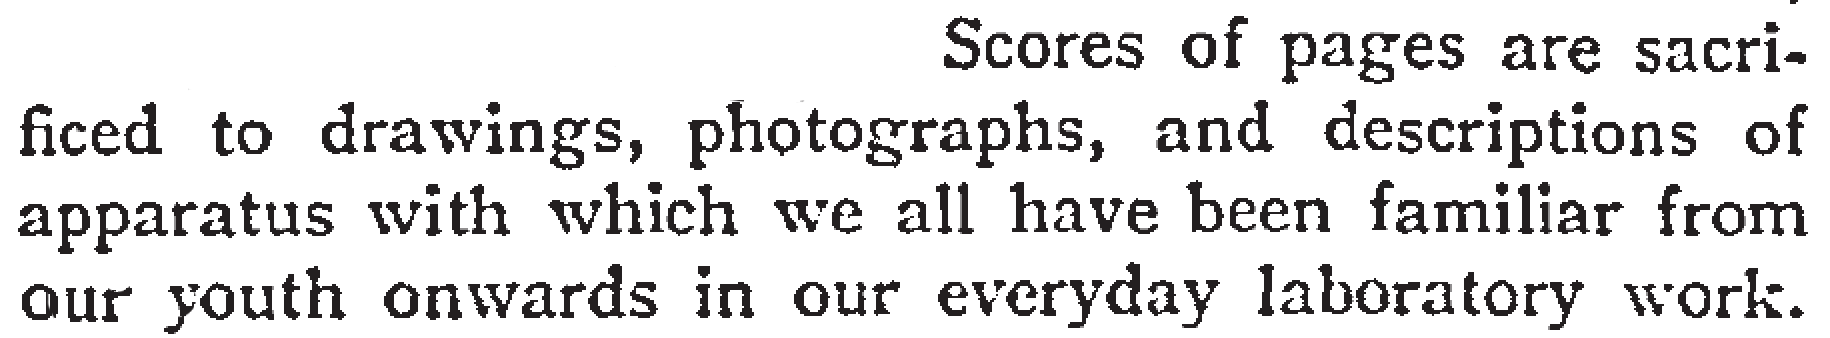 Scores of pages are sacri-
ficed to drawings, photographs, and descriptions of
apparatus with which we all have been familiar from
our youth onwards in our everyday laboratory work.